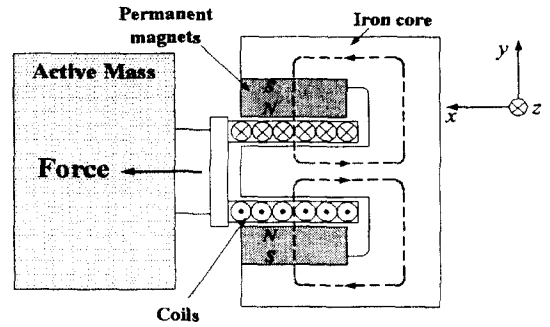 Permanent
magnets
Iron core
Active Mass
Force
S
N
N
S
Coils
y
x
z